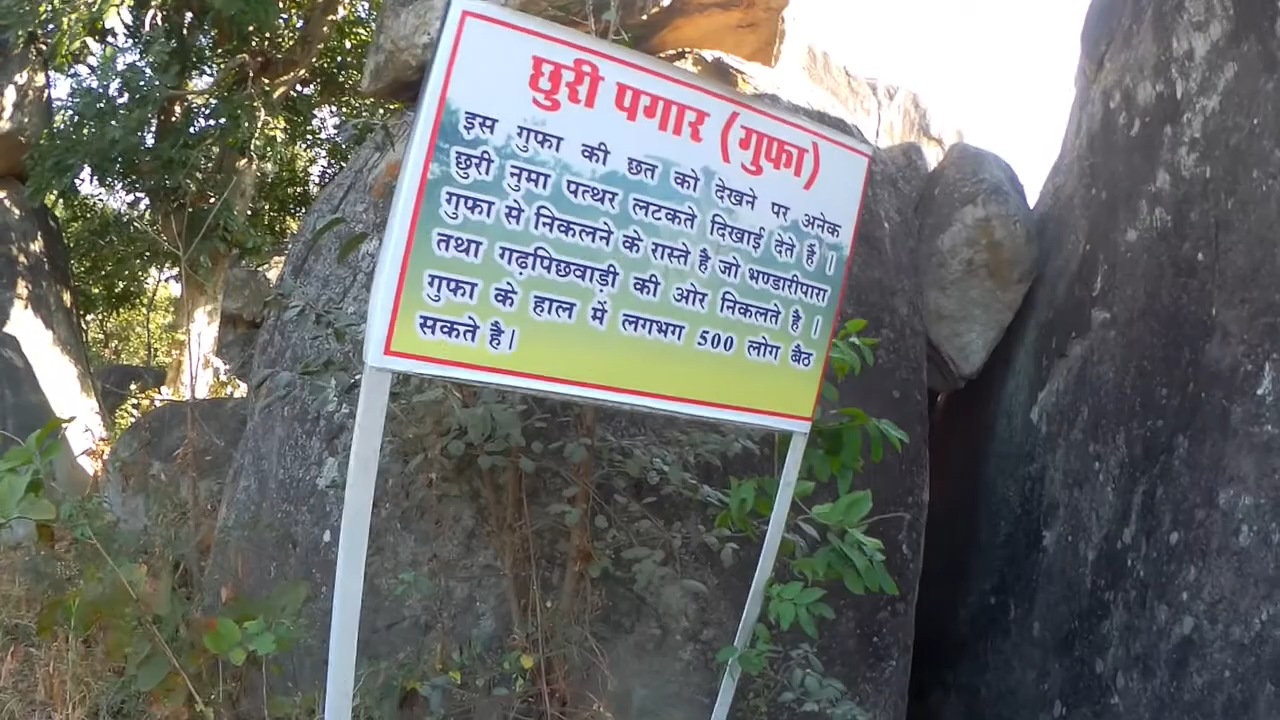 छुरी पगार (गुफा)
इस गुफा की छत को देखने पर अनेक
छुरी नुमा पत्थर लटकते दिखाई देते हैं ।
गुफा से निकलने के रास्ते है जो भण्डारीपारा
तथा गढ़पिछवाड़ी की ओर निकलते है ।
गुफा के हाल में लगभग 500 लोग बैठ
सकते है।